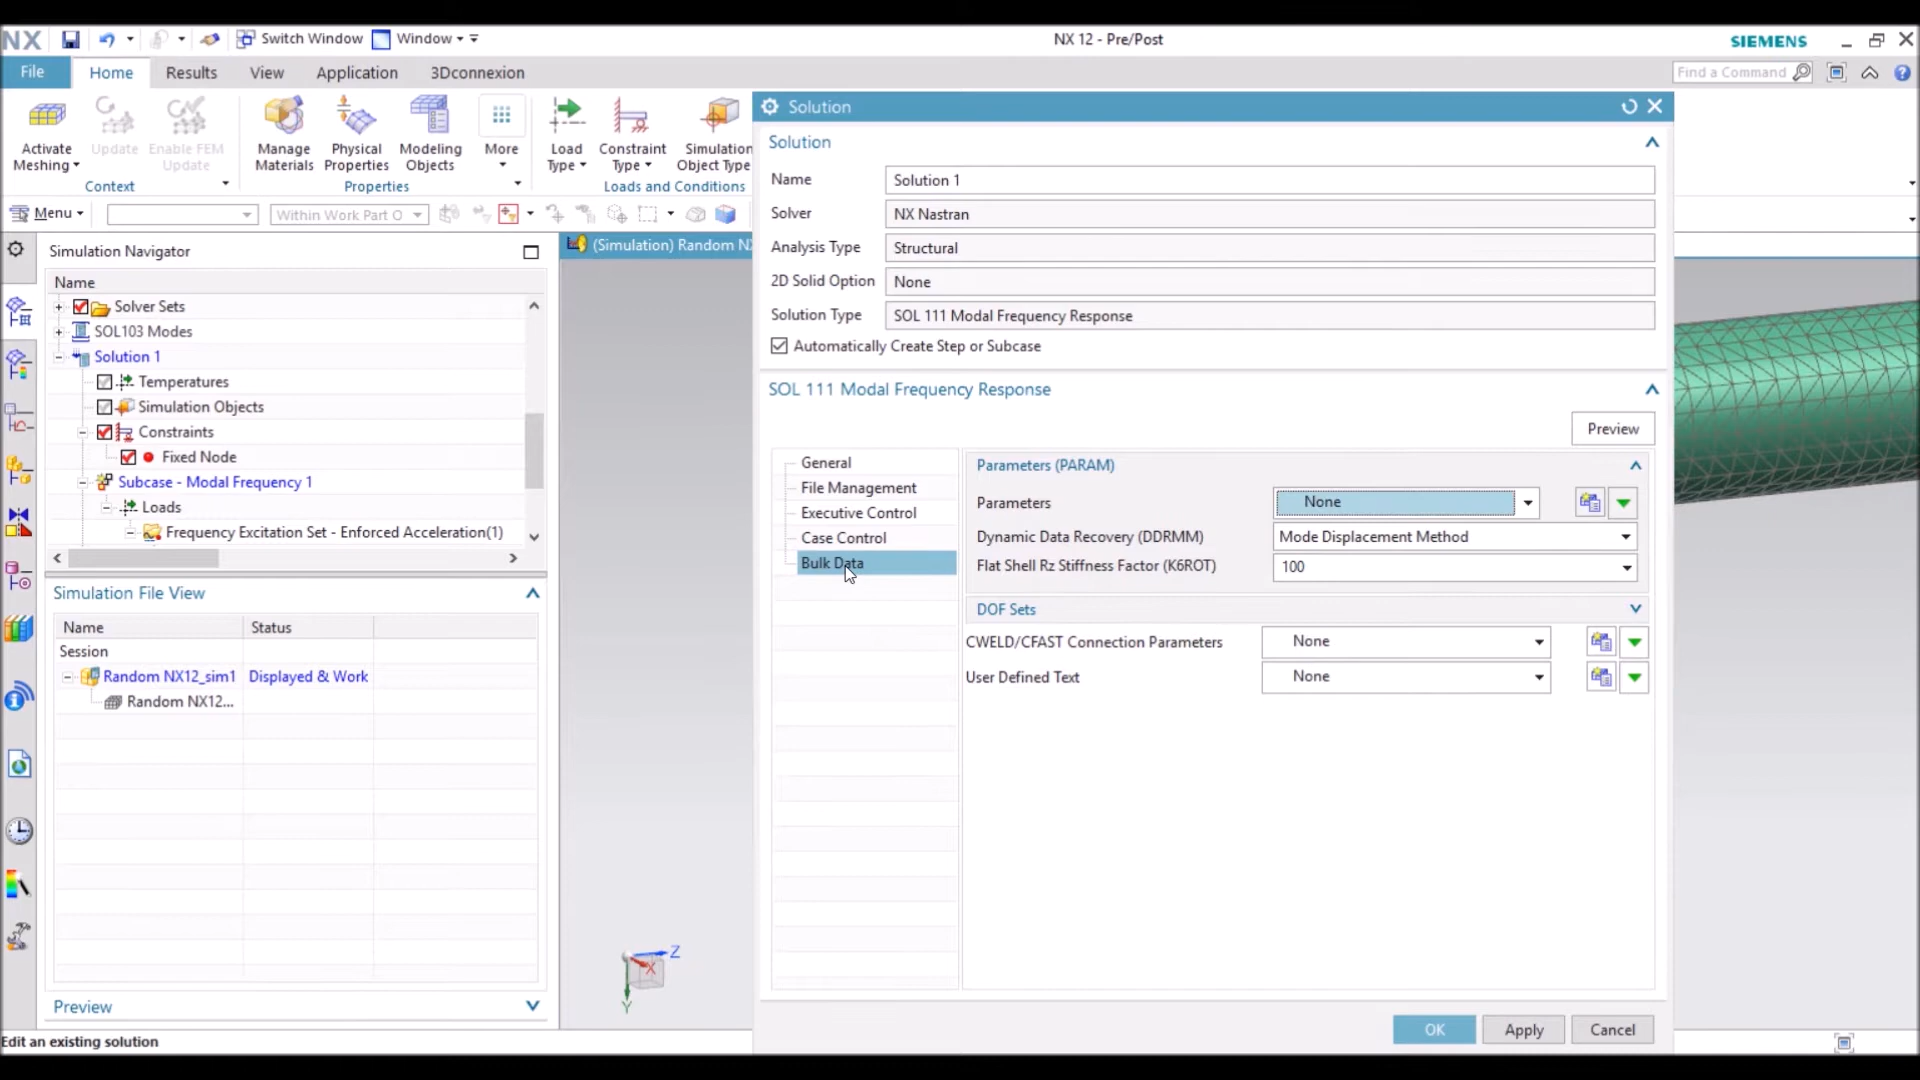 NX Switch Window Window NX 12 - Pre/Post SIEMENS
File Home Results View Application 3Dconnexion Find a Command
Activate Meshing
Update
Enable FEM Update
Manage Materials
Physical Properties
Modeling Objects
More
Load Type
Constraint Type
Simulation Object Type
Context Properties Loads and Conditions
Menu Within Work Part O
Simulation Navigator
Name
Solver Sets
SOL103 Modes
Solution 1
Temperatures
Simulation Objects
Constraints
Fixed Node
Subcase - Modal Frequency 1
Loads
Frequency Excitation Set - Enforced Acceleration(1)
Simulation File View
Name Status
Session
Random NX12_sim1 Displayed & Work
Random NX12...
Preview
Edit an existing solution
(Simulation) Random NX
Z
X
Y
Solution
Solution
Name Solution 1
Solver NX Nastran
Analysis Type Structural
2D Solid Option None
Solution Type SOL 111 Modal Frequency Response
Automatically Create Step or Subcase
SOL 111 Modal Frequency Response
Preview
General
File Management
Executive Control
Case Control
Bulk Data
Parameters (PARAM)
Parameters None
Dynamic Data Recovery (DDRMM) Mode Displacement Method
Flat Shell Rz Stiffness Factor (K6ROT) 100
DOF Sets
CWELD/CFAST Connection Parameters None
User Defined Text None
OK Apply Cancel